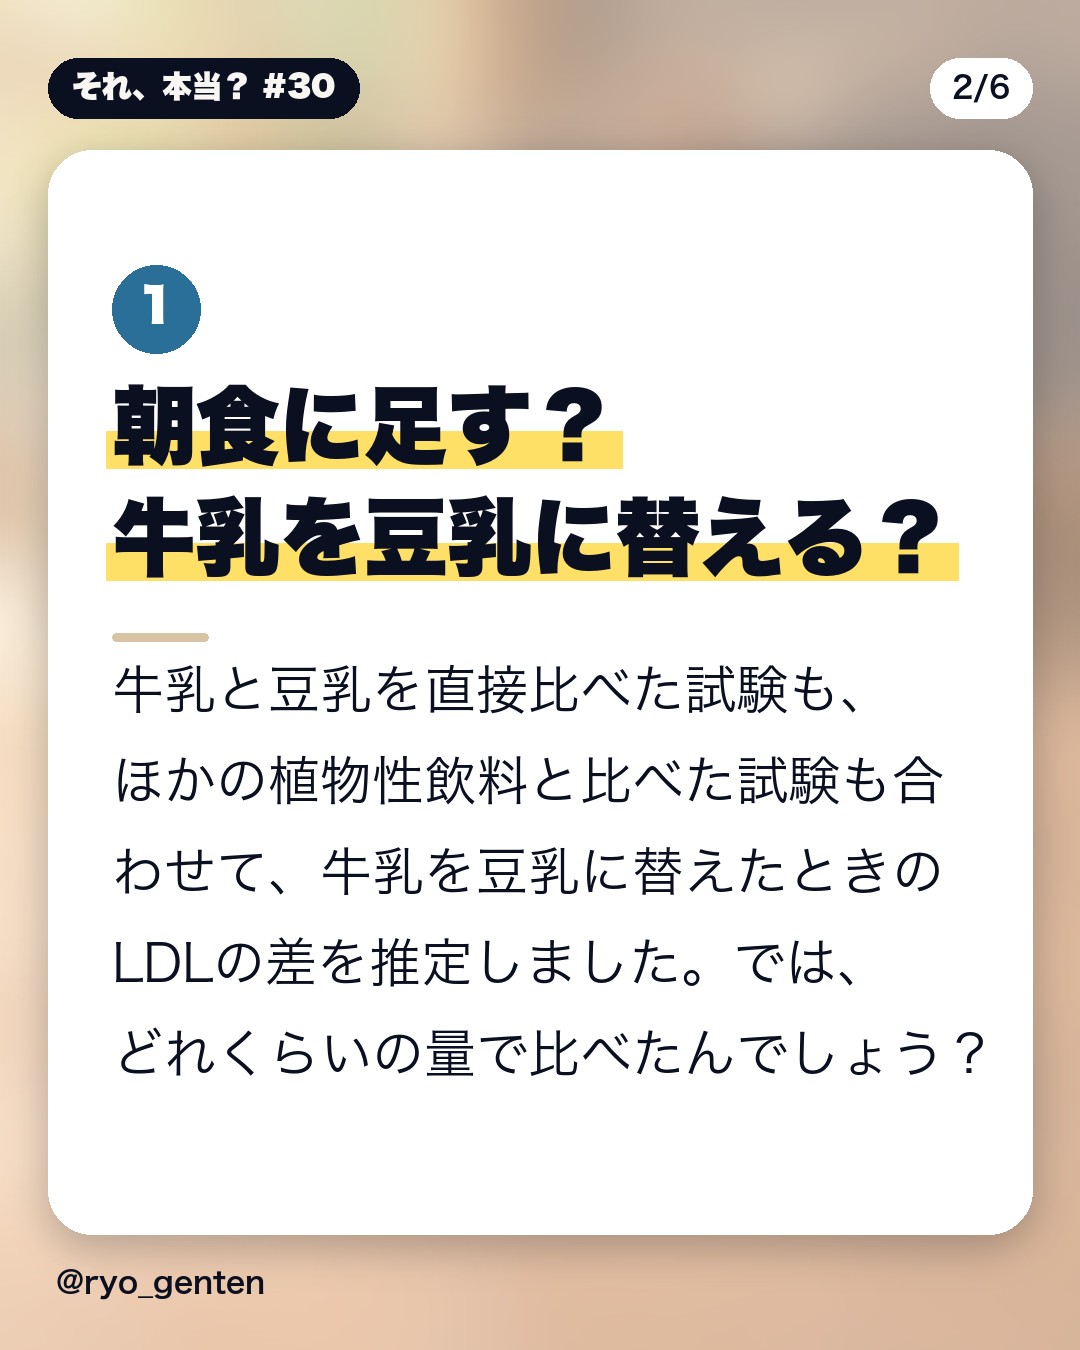 それ、本当？ #30
2/6
1
朝食に足す？
牛乳を豆乳に替える？
牛乳と豆乳を直接比べた試験も、
ほかの植物性飲料と比べた試験も合
わせて、牛乳を豆乳に替えたときの
LDLの差を推定しました。では、
どれくらいの量で比べたんでしょう？
@ryo_genten